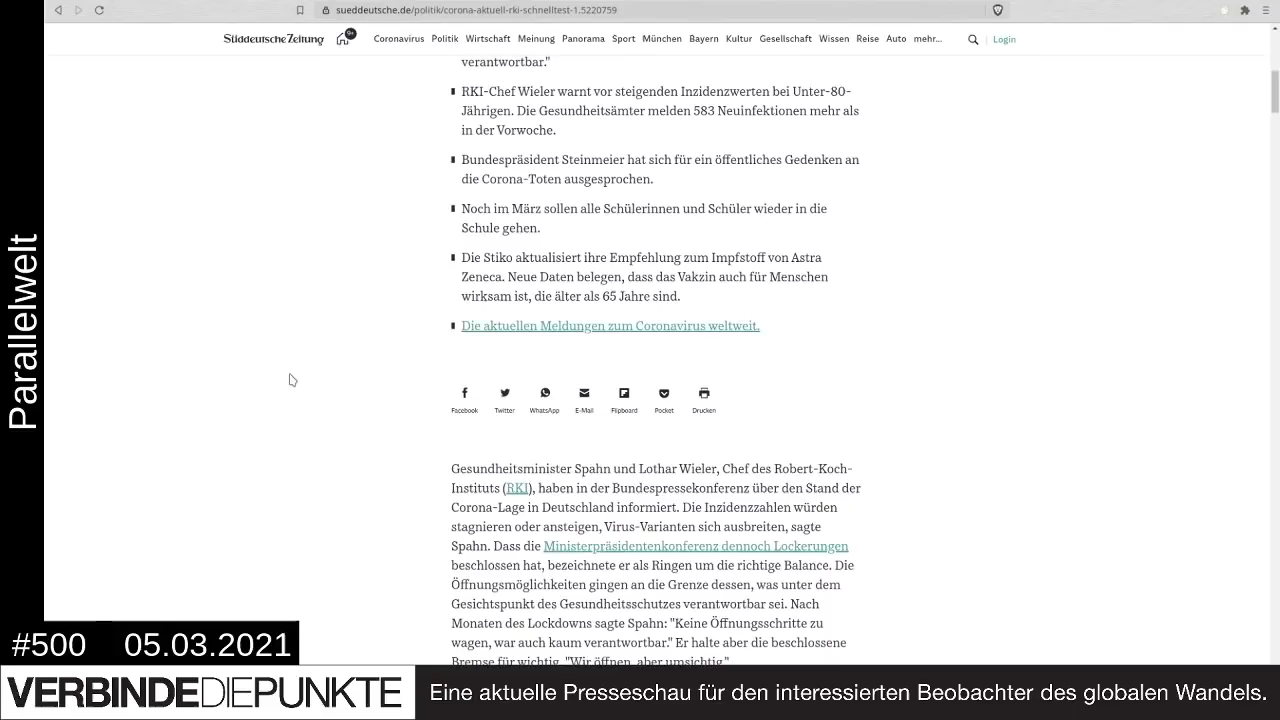 sueddeutsche.de/politik/corona-aktuell-rki-schnelltest-1.5220759
Süddeutsche Zeitung 9+ Coronavirus Politik Wirtschaft Meinung Panorama Sport München Bayern Kultur Gesellschaft Wissen Reise Auto mehr... Login
verantwortbar."
RKI-Chef Wieler warnt vor steigenden Inzidenzwerten bei Unter-80-
Jährigen. Die Gesundheitsämter melden 583 Neuinfektionen mehr als
in der Vorwoche.
Bundespräsident Steinmeier hat sich für ein öffentliches Gedenken an
die Corona-Toten ausgesprochen.
Noch im März sollen alle Schülerinnen und Schüler wieder in die
Schule gehen.
Die Stiko aktualisiert ihre Empfehlung zum Impfstoff von Astra
Zeneca. Neue Daten belegen, dass das Vakzin auch für Menschen
wirksam ist, die älter als 65 Jahre sind.
Die aktuellen Meldungen zum Coronavirus weltweit.
Facebook Twitter WhatsApp E-Mail Flipboard Pocket Drucken
Gesundheitsminister Spahn und Lothar Wieler, Chef des Robert-Koch-
Instituts (RKI), haben in der Bundespressekonferenz über den Stand der
Corona-Lage in Deutschland informiert. Die Inzidenzzahlen würden
stagnieren oder ansteigen, Virus-Varianten sich ausbreiten, sagte
Spahn. Dass die Ministerpräsidentenkonferenz dennoch Lockerungen
beschlossen hat, bezeichnete er als Ringen um die richtige Balance. Die
Öffnungsmöglichkeiten gingen an die Grenze dessen, was unter dem
Gesichtspunkt des Gesundheitsschutzes verantwortbar sei. Nach
Monaten des Lockdowns sagte Spahn: "Keine Öffnungsschritte zu
wagen, war auch kaum verantwortbar." Er halte aber die beschlossene
Bremse für wichtig. "Wir öffnen, aber umsichtig."
Parallelwelt
#500 05.03.2021
VERBINDEDIEPUNKTE
Eine aktuelle Presseschau für den interessierten Beobachter des globalen Wandels.